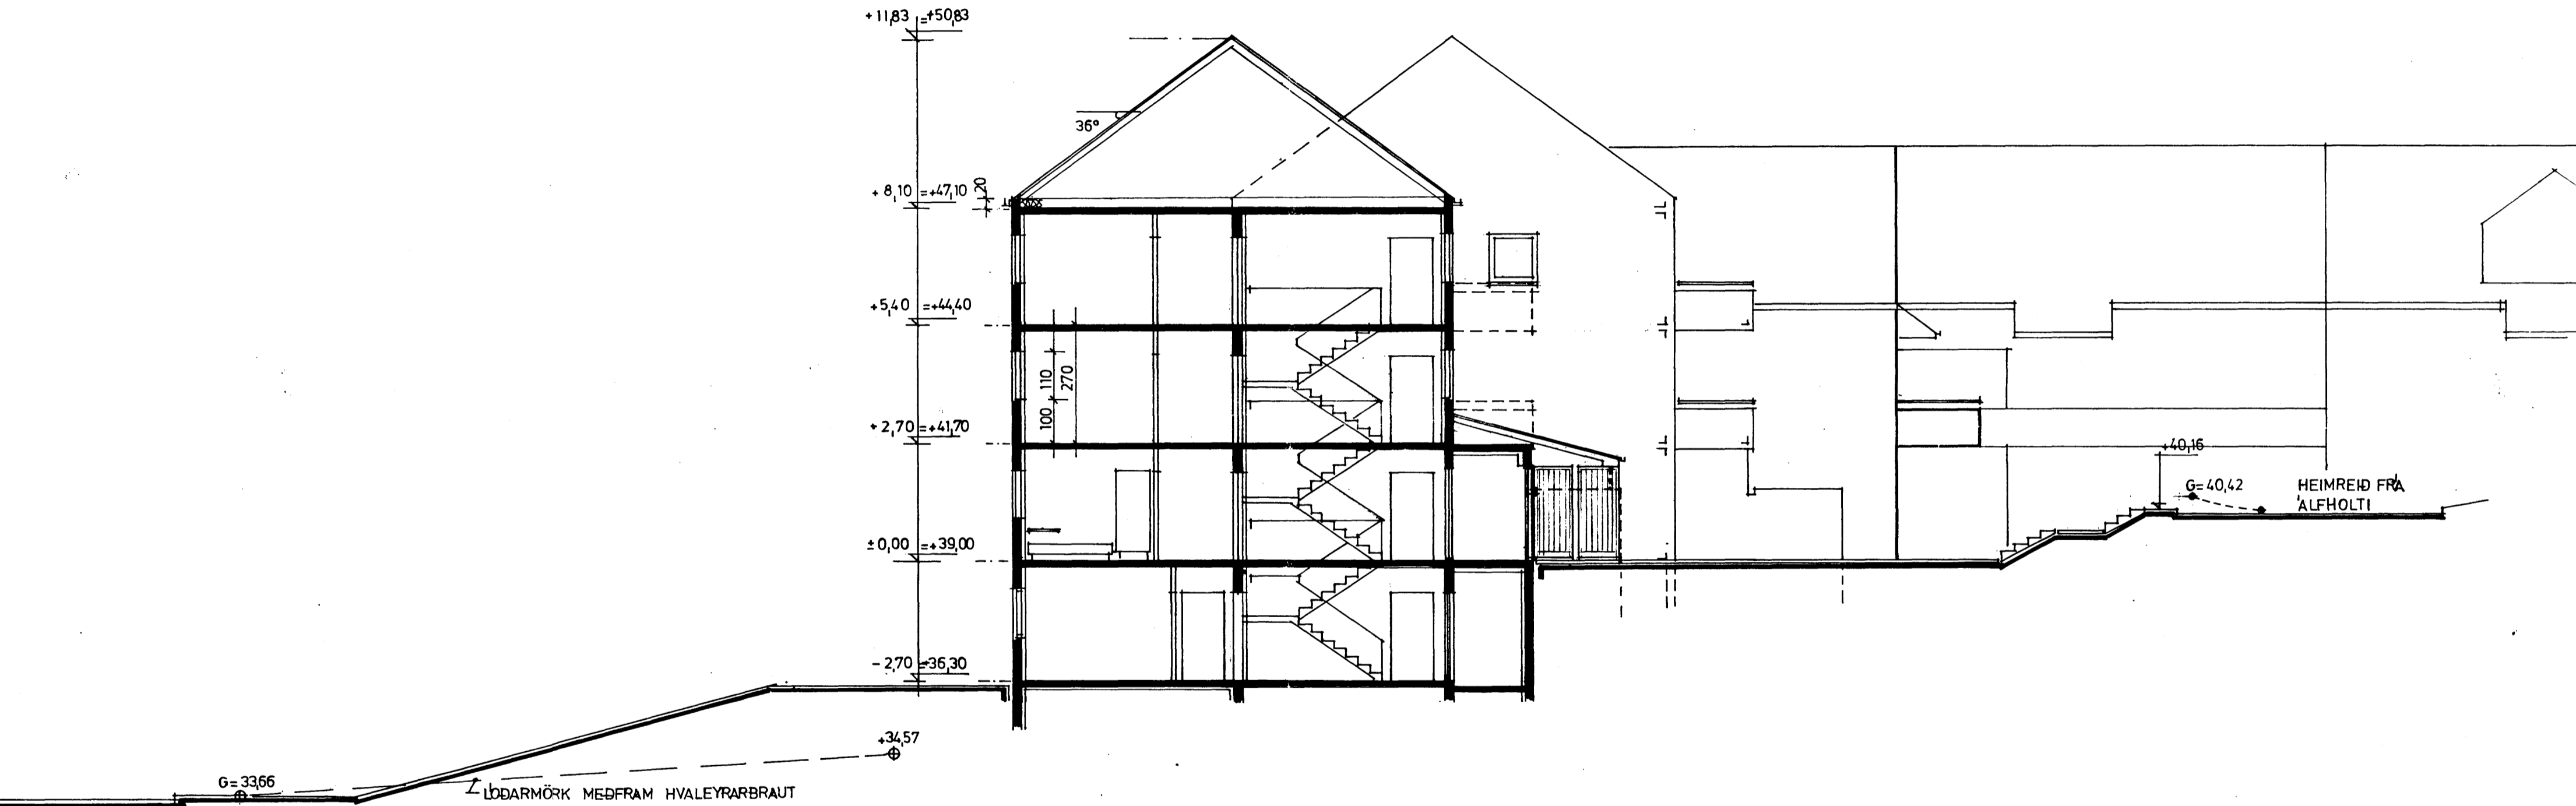 +11,83 =+50,83
36°
+8,10 =+47,10
20
+5,40 =+44,40
110
270
100
+2,70 =+41,70
+40,16
G=40,42
HEIMREIÐ FRÁ
ÁLFHOLTI
±0,00 =+39,00
-2,70 =+36,30
+34,57
G=33,66
LÓÐARMÖRK MEÐFRAM HVALEYRARBRAUT